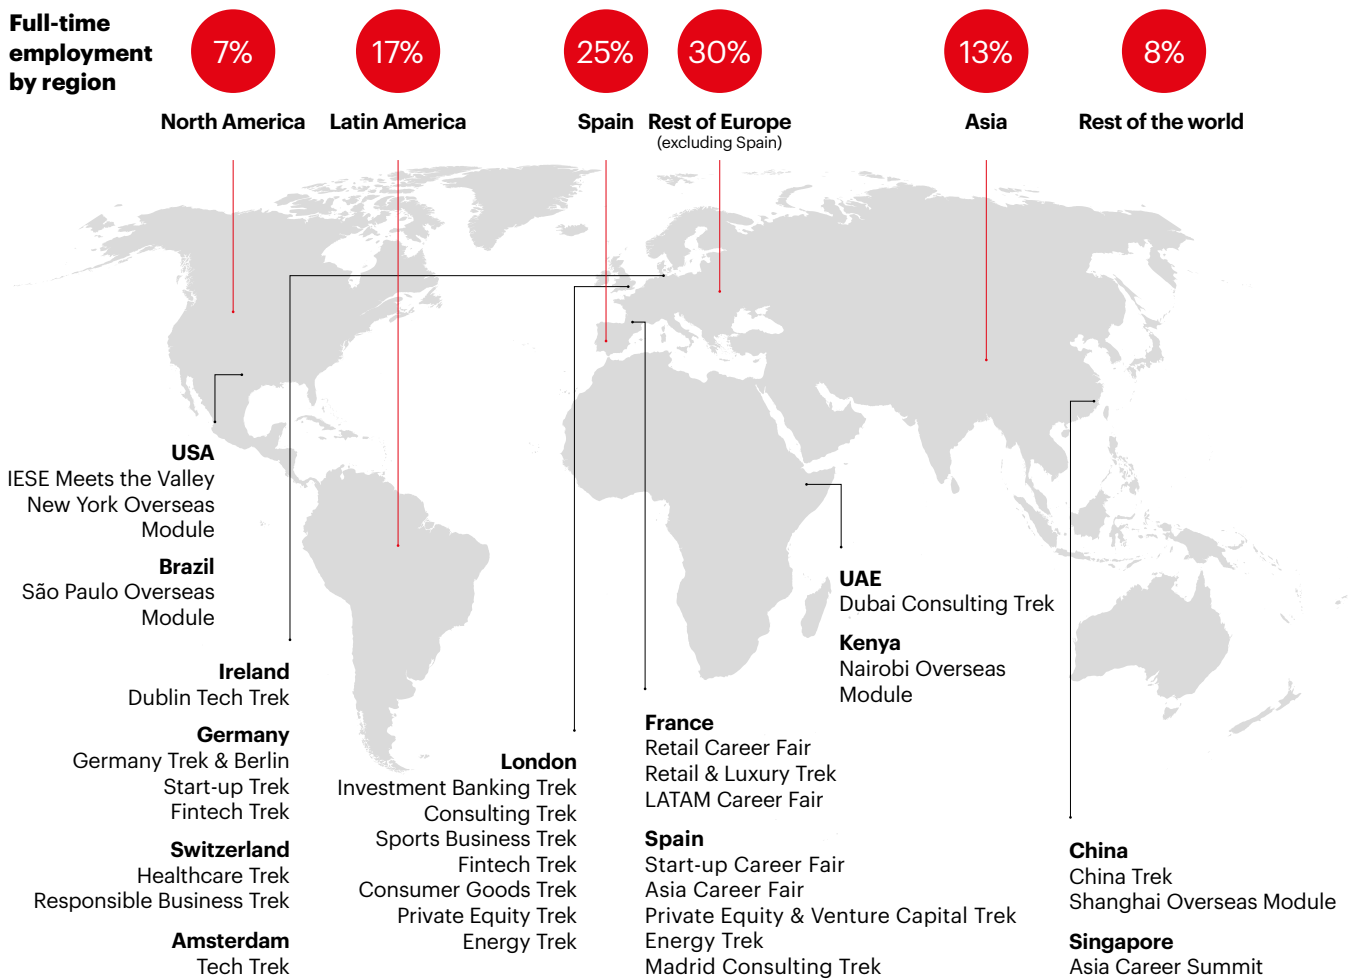 Full-time
employment
by region
7%
17%
25%
30%
13%
8%
North America
Latin America
Spain
Rest of Europe
(excluding Spain)
Asia
Rest of the world
USA
IESE Meets the Valley
New York Overseas
Module
Brazil
São Paulo Overseas
Module
Ireland
Dublin Tech Trek
Germany
Germany Trek & Berlin
Start-up Trek
Fintech Trek
Switzerland
Healthcare Trek
Responsible Business Trek
Amsterdam
Tech Trek
London
Investment Banking Trek
Consulting Trek
Sports Business Trek
Fintech Trek
Consumer Goods Trek
Private Equity Trek
Energy Trek
France
Retail Career Fair
Retail & Luxury Trek
LATAM Career Fair
Spain
Start-up Career Fair
Asia Career Fair
Private Equity & Venture Capital Trek
Energy Trek
Madrid Consulting Trek
UAE
Dubai Consulting Trek
Kenya
Nairobi Overseas
Module
China
China Trek
Shanghai Overseas Module
Singapore
Asia Career Summit